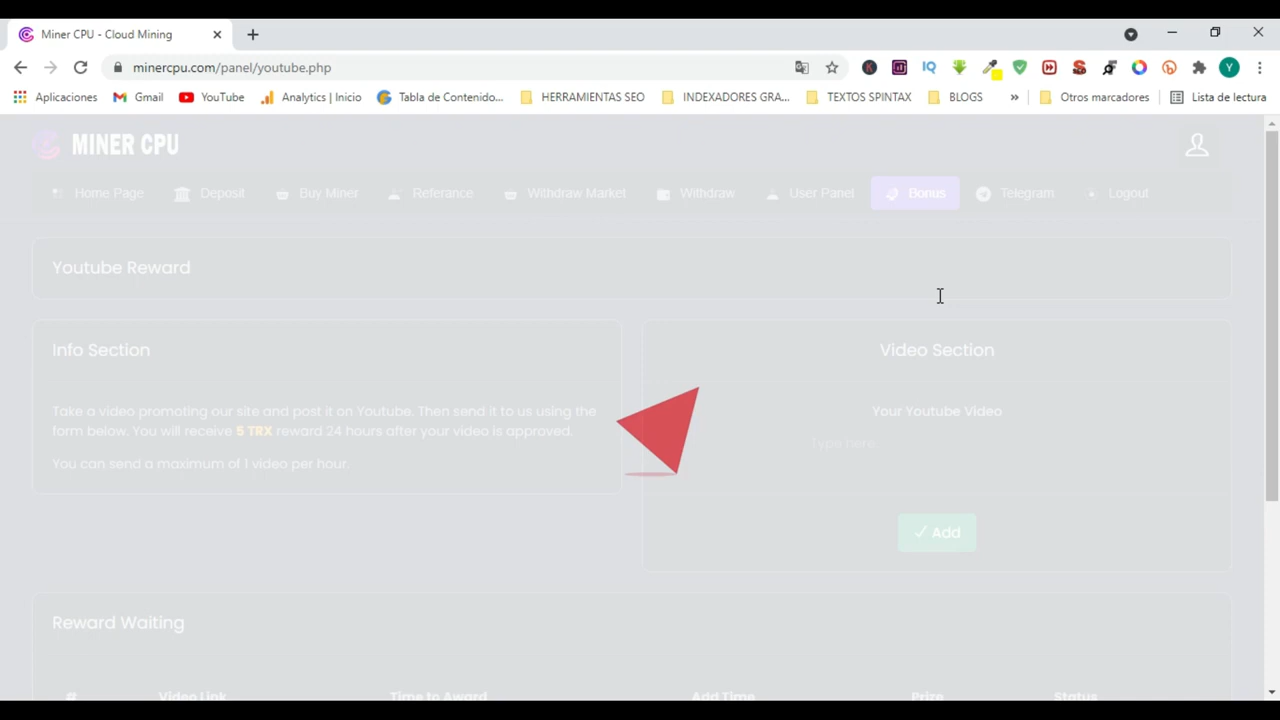 Miner CPU - Cloud Mining
minercpu.com/panel/youtube.php
Aplicaciones Gmail YouTube Analytics | Inicio Tabla de Contenido... HERRAMIENTAS SEO INDEXADORES GRA... TEXTOS SPINTAX BLOGS » Otros marcadores Lista de lectura
MINER CPU
Home Page Deposit Buy Miner Referance Withdraw Market Withdraw User Panel Bonus Telegram Logout
Youtube Reward
Info Section
Take a video promoting our site and post it on Youtube. Then send it to us using the
form below. You will receive 5 TRX reward 24 hours after your video is approved.
You can send a maximum of 1 video per hour.
Video Section
Your Youtube Video
Type here..
Add
Reward Waiting
# Video Link Time to Award Add Time Prize Status